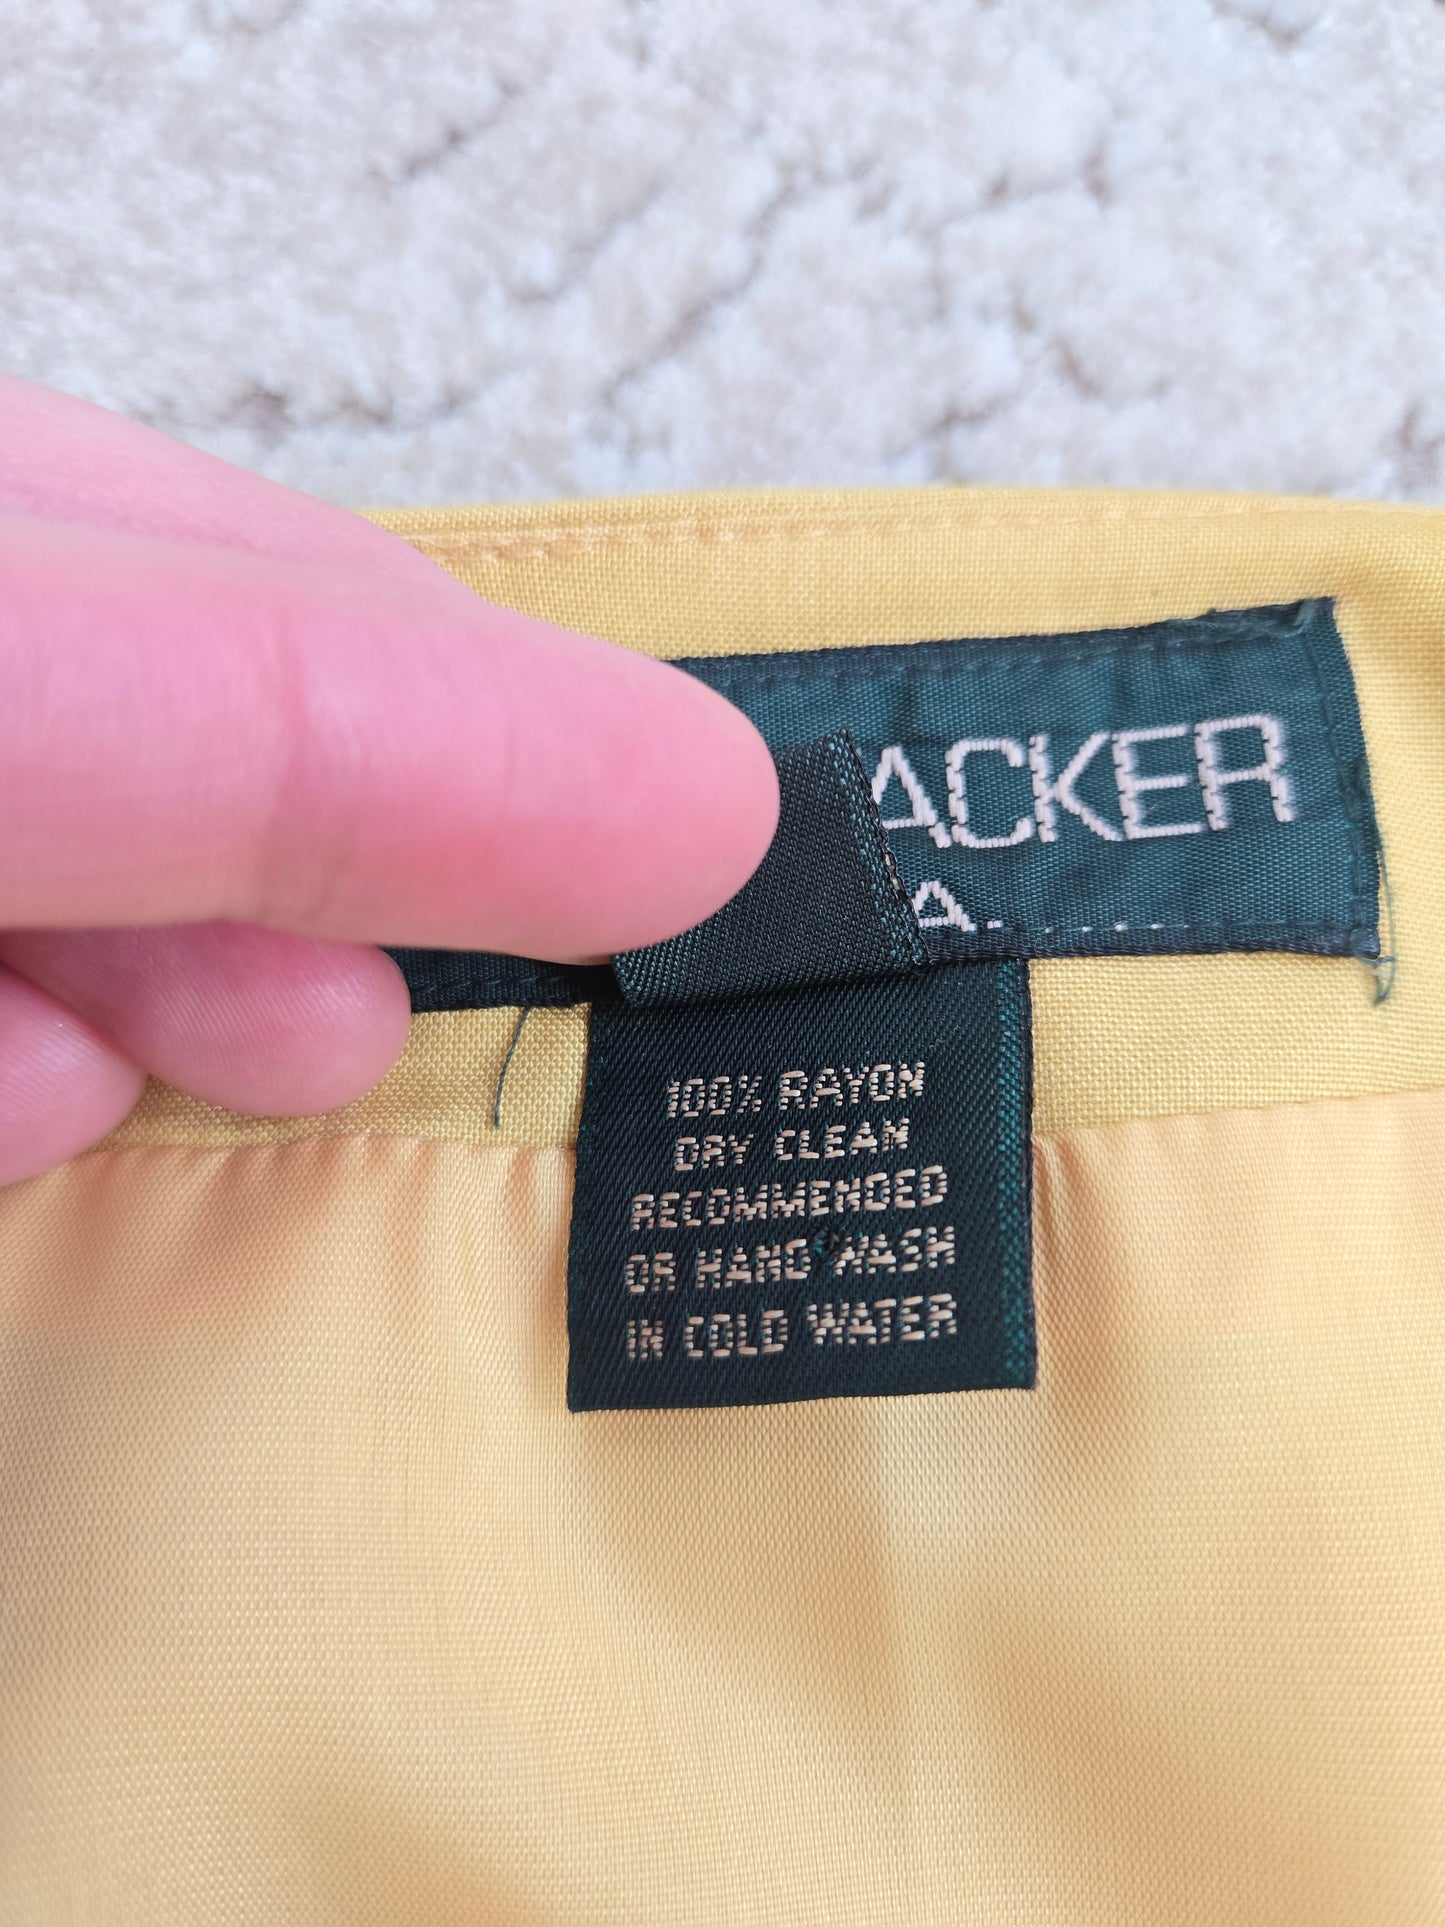 ACKER
A.
100% RAYON
DRY CLEAN
RECOMMENDED
OR HAND WASH
IN COLD WATER